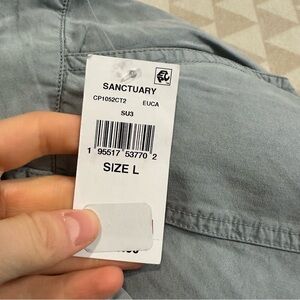 SANCTUARY
CP1052CT2 EUCA
SU3
1 95517 53770 2
SIZE L